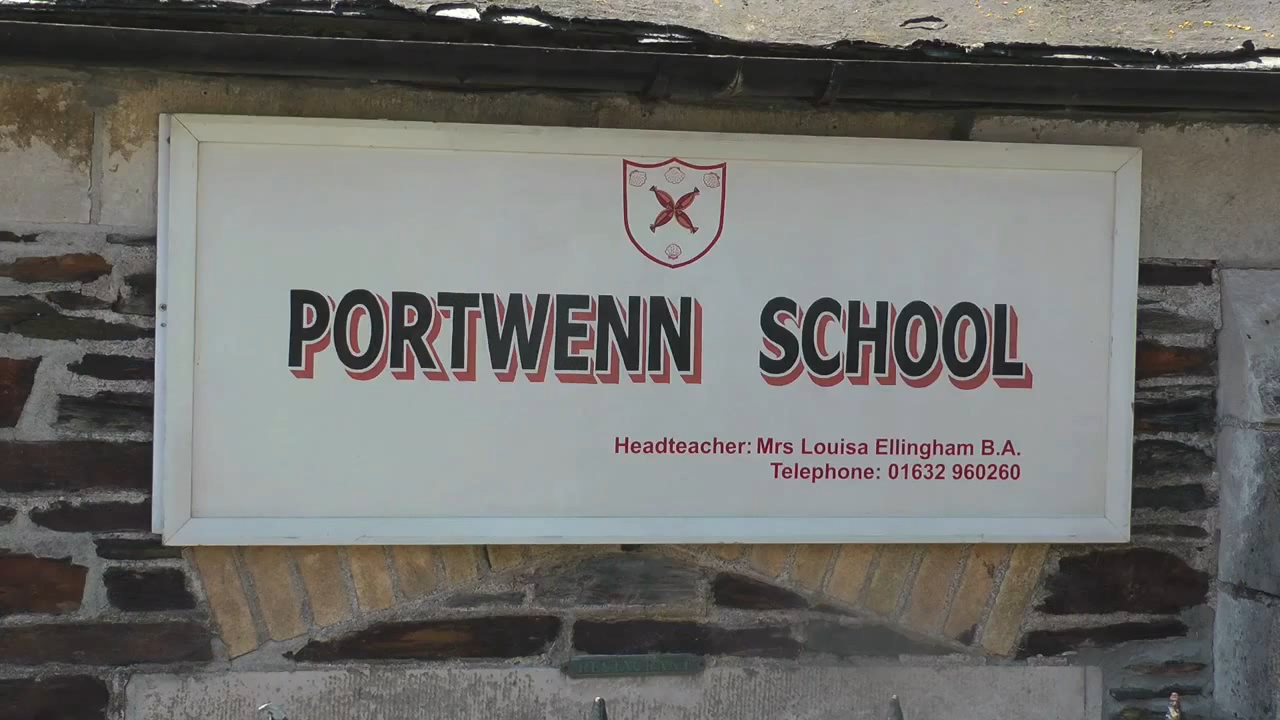 PORTWENN SCHOOL
Headteacher: Mrs Louisa Ellingham B.A.
Telephone: 01632 960260